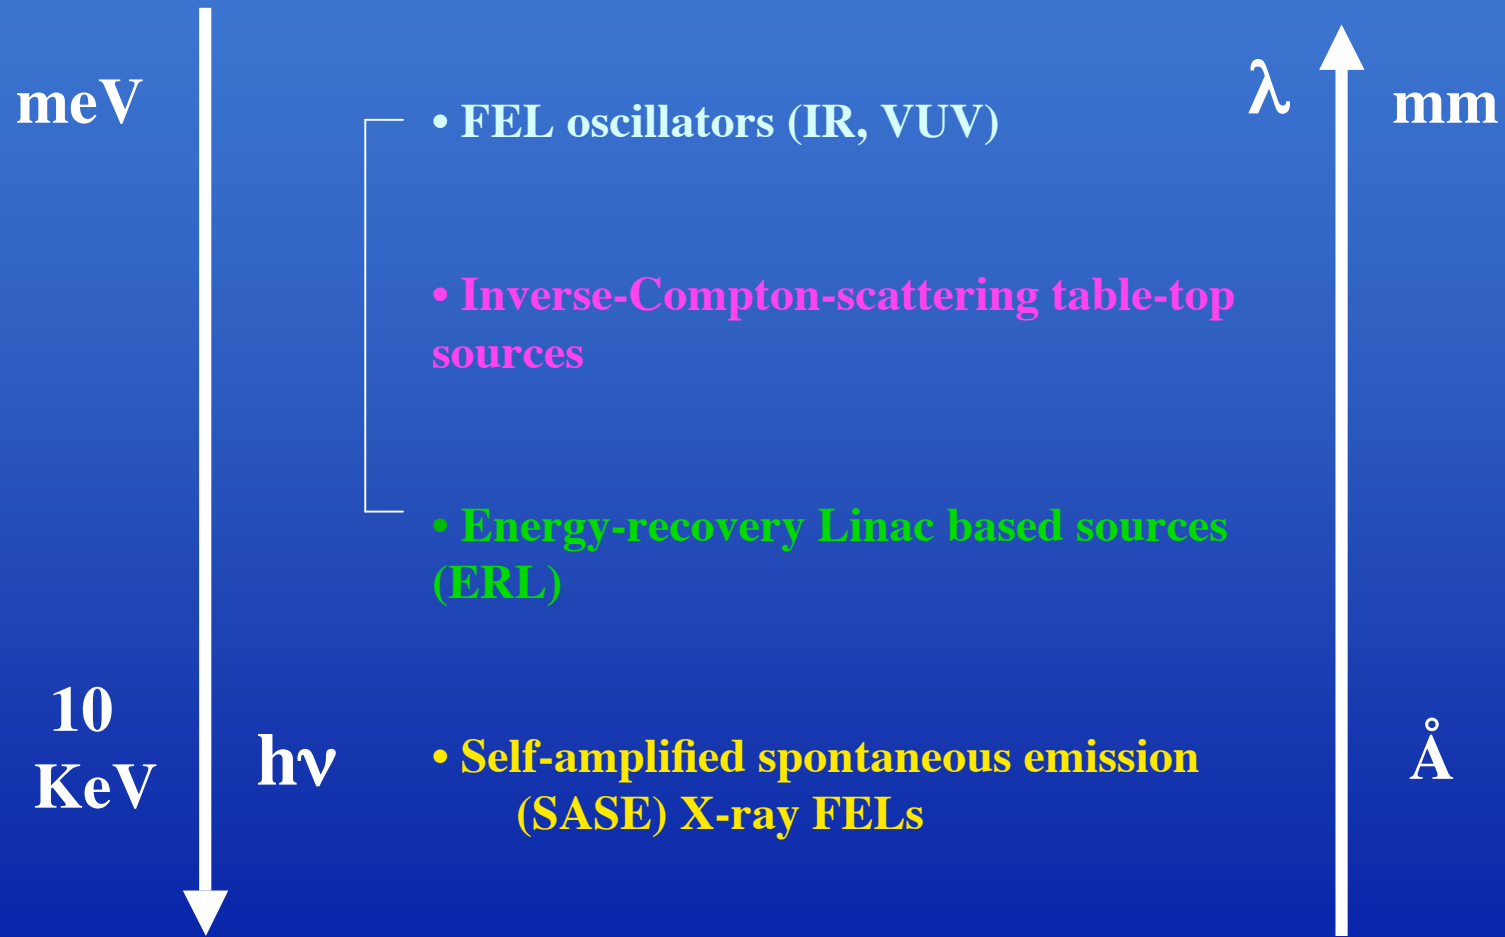 meV
• FEL oscillators (IR, VUV)
λ
mm
• Inverse-Compton-scattering table-top
sources
• Energy-recovery Linac based sources
(ERL)
10
KeV
hν
• Self-amplified spontaneous emission
(SASE) X-ray FELs
Å